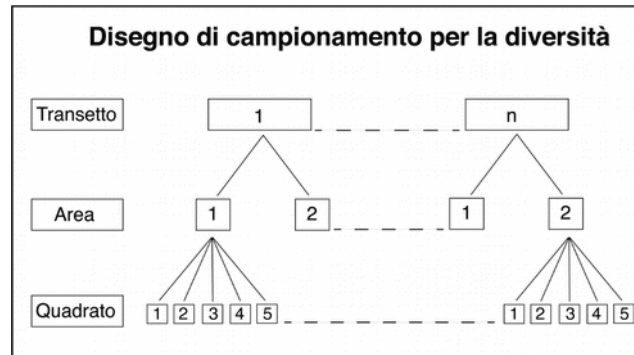 Disegno di campionamento per la diversità
Transetto 1 n
Area 1 2 1 2
Quadrato 1 2 3 4 5 1 2 3 4 5